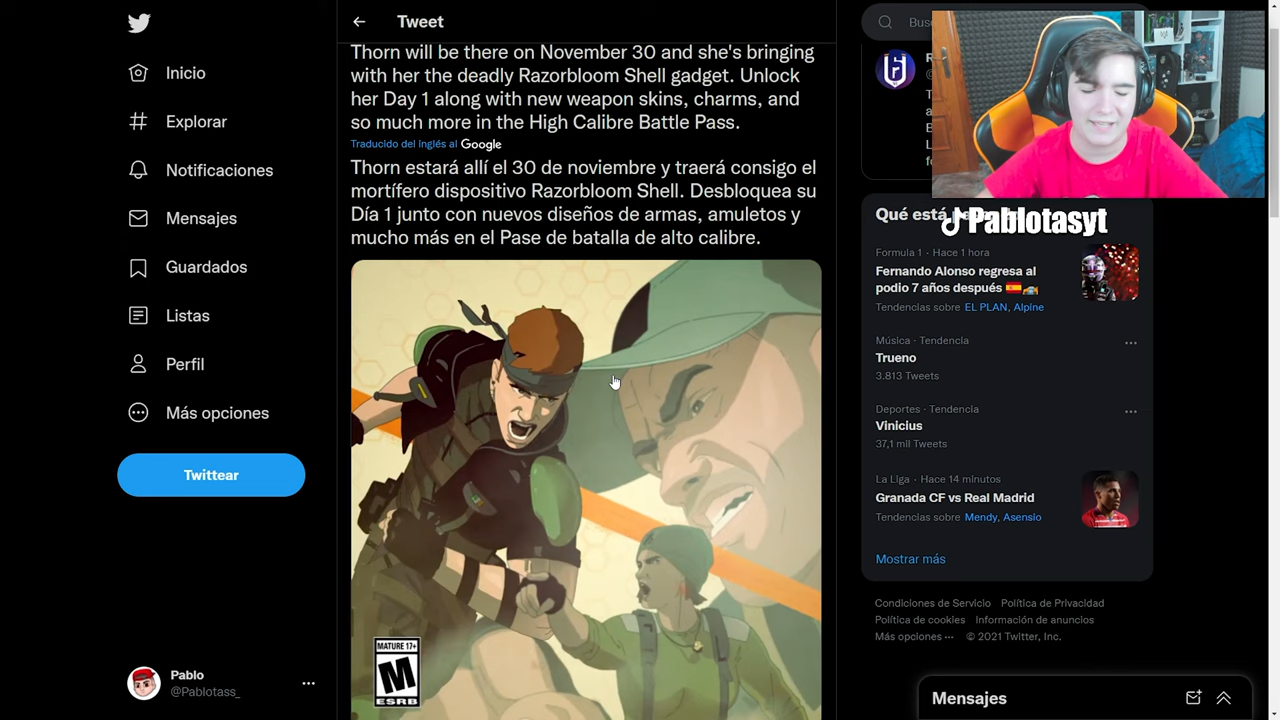 Tweet
Inicio
Explorar
Notificaciones
Mensajes
Guardados
Listas
Perfil
Más opciones
Twittear
Pablo
@Pablotass_
Thorn will be there on November 30 and she's bringing
with her the deadly Razorbloom Shell gadget. Unlock
her Day 1 along with new weapon skins, charms, and
so much more in the High Calibre Battle Pass.
Traducido del inglés al Google
Thorn estará allí el 30 de noviembre y traerá consigo el
mortífero dispositivo Razorbloom Shell. Desbloquea su
Día 1 junto con nuevos diseños de armas, amuletos y
mucho más en el Pase de batalla de alto calibre.
MATURE 17+
M
ESRB
Pablotasyt
Qué está
Formula 1 · Hace 1 hora
Fernando Alonso regresa al
podio 7 años después
Tendencias sobre EL PLAN, Alpine
Música · Tendencia
Trueno
3.813 Tweets
Deportes · Tendencia
Vinicius
37,1 mil Tweets
La Liga · Hace 14 minutos
Granada CF vs Real Madrid
Tendencias sobre Mendy, Asensio
Mostrar más
Condiciones de Servicio Política de Privacidad
Política de cookies Información de anuncios
Más opciones ··· © 2021 Twitter, Inc.
Mensajes